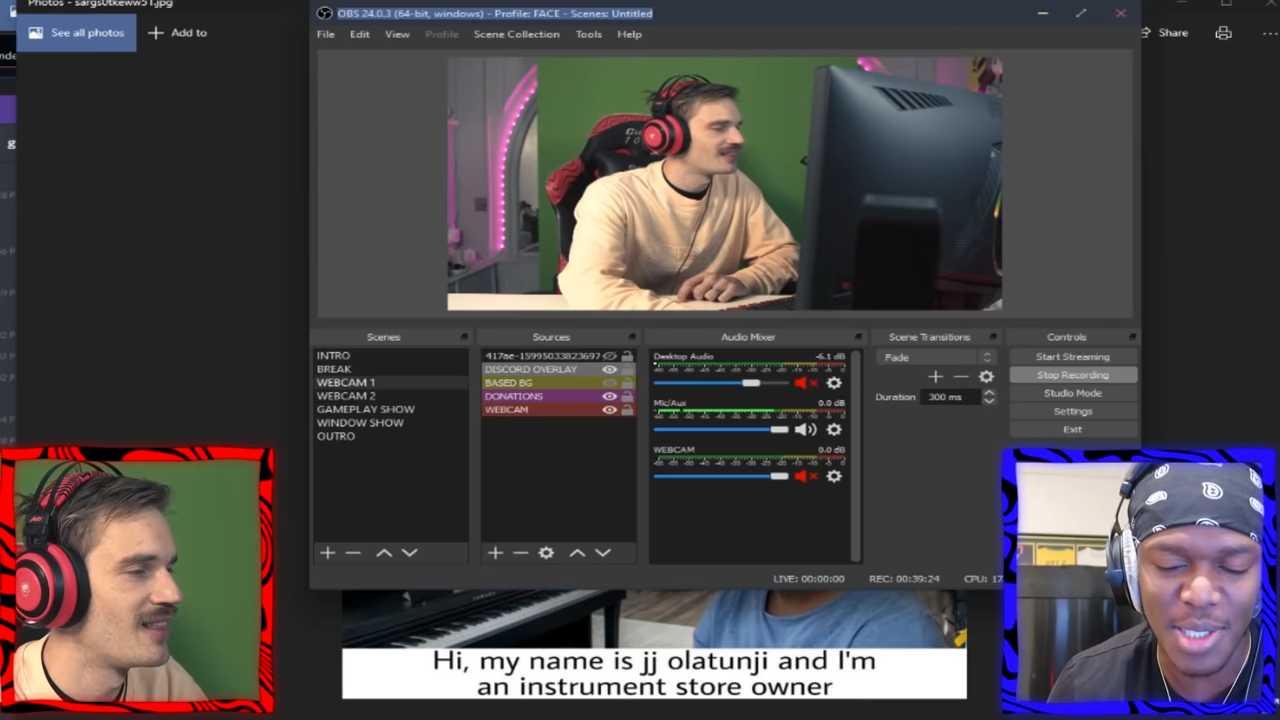 Photos - sargs0tkeww51.jpg
See all photos
Add to
Share
OBS 24.0.3 (64-bit, windows) - Profile: FACE - Scenes: Untitled
File Edit View Profile Scene Collection Tools Help
Scenes
INTRO
BREAK
WEBCAM 1
WEBCAM 2
GAMEPLAY SHOW
WINDOW SHOW
OUTRO
Sources
417ae-15995033823697
DISCORD OVERLAY
BASED BG
DONATIONS
WEBCAM
Audio Mixer
Desktop Audio -6.1 dB
Mic/Aux 0.0 dB
WEBCAM 0.0 dB
Scene Transitions
Fade
Duration 300 ms
Controls
Start Streaming
Stop Recording
Studio Mode
Settings
Exit
LIVE: 00:00:00 REC: 00:39:24 CPU: 17
YAMAHA
Hi, my name is jj olatunji and I'm
an instrument store owner